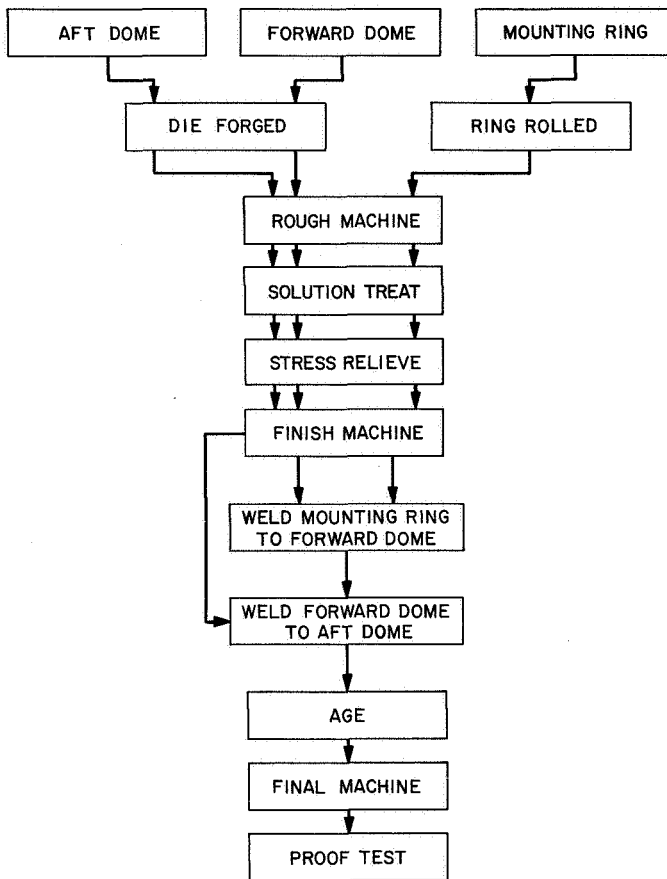 AFT DOME
FORWARD DOME
MOUNTING RING
DIE FORGED
RING ROLLED
ROUGH MACHINE
SOLUTION TREAT
STRESS RELIEVE
FINISH MACHINE
WELD MOUNTING RING
TO FORWARD DOME
WELD FORWARD DOME
TO AFT DOME
AGE
FINAL MACHINE
PROOF TEST